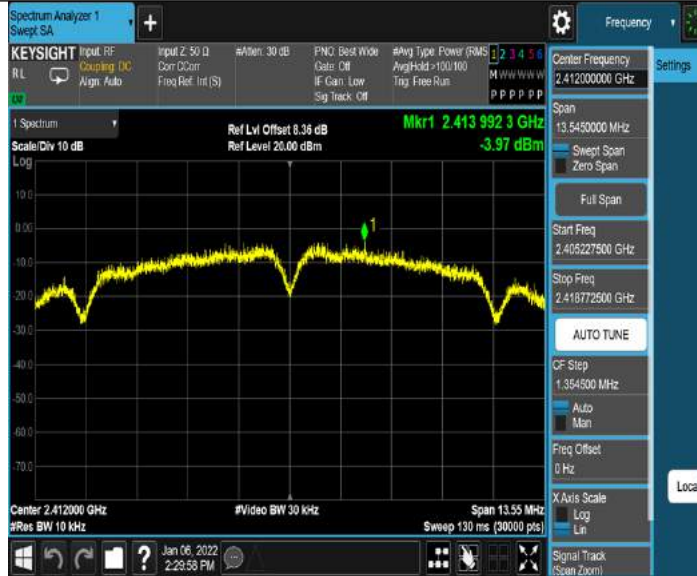 Spectrum Analyzer 1
Swept SA
+
Frequency
KEYSIGHT
RL
Input: RF
Coupling: DC
Align: Auto
Input Z: 50 Ω
Corr CCorr
Freq Ref: Int (S)
#Atten: 30 dB
PNO: Best Wide
Gate: Off
IF Gain: Low
Sig Track: Off
#Avg Type: Power (RMS
Avg|Hold:>100/100
Trig: Free Run
1 2 3 4 5 6
M W W W W W
P P P P P P
1 Spectrum
Scale/Div 10 dB
Log
Ref Lvl Offset 8.36 dB
Ref Level 20.00 dBm
Mkr1 2.413 992 3 GHz
-3.97 dBm
10.0
0.00
-10.0
-20.0
-30.0
-40.0
-50.0
-60.0
-70.0
1
Center 2.412000 GHz
#Res BW 10 kHz
#Video BW 30 kHz
Span 13.55 MHz
Sweep 130 ms (30000 pts)
Jan 06, 2022
2:29:58 PM
?
Center Frequency
2.412000000 GHz
Settings
Span
13.5450000 MHz
Swept Span
Zero Span
Full Span
Start Freq
2.405227500 GHz
Stop Freq
2.418772500 GHz
AUTO TUNE
CF Step
1.354500 MHz
Auto
Man
Freq Offset
0 Hz
X Axis Scale
Log
Lin
Loca
Signal Track
(Span Zoom)